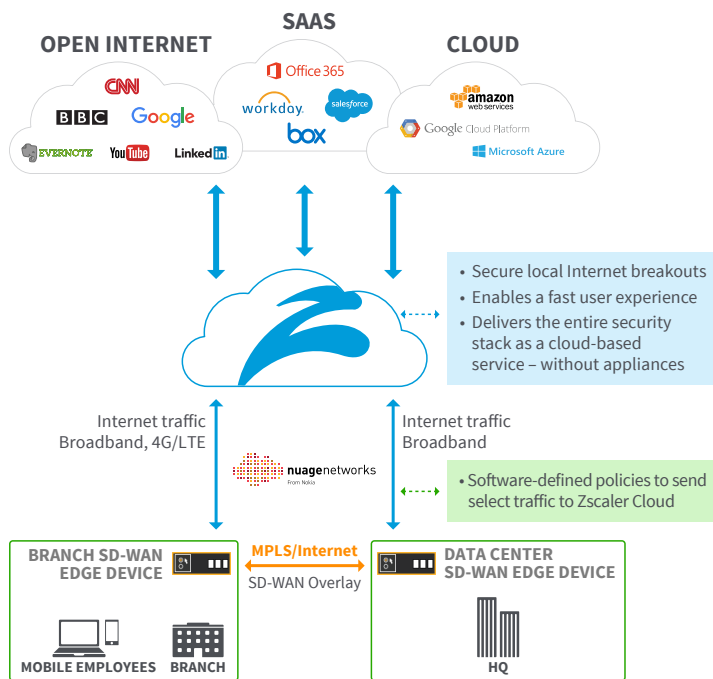 SAAS
OPEN INTERNET
CLOUD
CNN
BBC
Google
EVERNOTE
YouTube
LinkedIn
Office 365
workday.
salesforce
box
amazon
web services
Google Cloud Platform
Microsoft Azure
• Secure local Internet breakouts
• Enables a fast user experience
• Delivers the entire security
stack as a cloud-based
service – without appliances
Internet traffic
Broadband, 4G/LTE
Internet traffic
Broadband
nuagenetworks
From Nokia
• Software-defined policies to send
select traffic to Zscaler Cloud
BRANCH SD-WAN
EDGE DEVICE
MPLS/Internet
SD-WAN Overlay
DATA CENTER
SD-WAN EDGE DEVICE
MOBILE EMPLOYEES
BRANCH
HQ